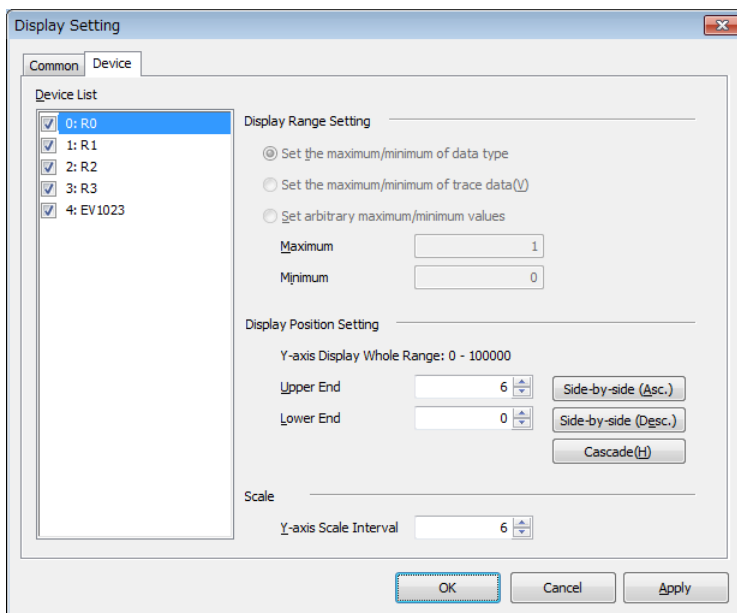 Display Setting
Common Device
Device List
0: R0
1: R1
2: R2
3: R3
4: EV1023
Display Range Setting
Set the maximum/minimum of data type
Set the maximum/minimum of trace data(V)
Set arbitrary maximum/minimum values
Maximum 1
Minimum 0
Display Position Setting
Y-axis Display Whole Range: 0 - 100000
Upper End 6 Side-by-side (Asc.)
Lower End 0 Side-by-side (Desc.)
Cascade(H)
Scale
Y-axis Scale Interval 6
OK Cancel Apply